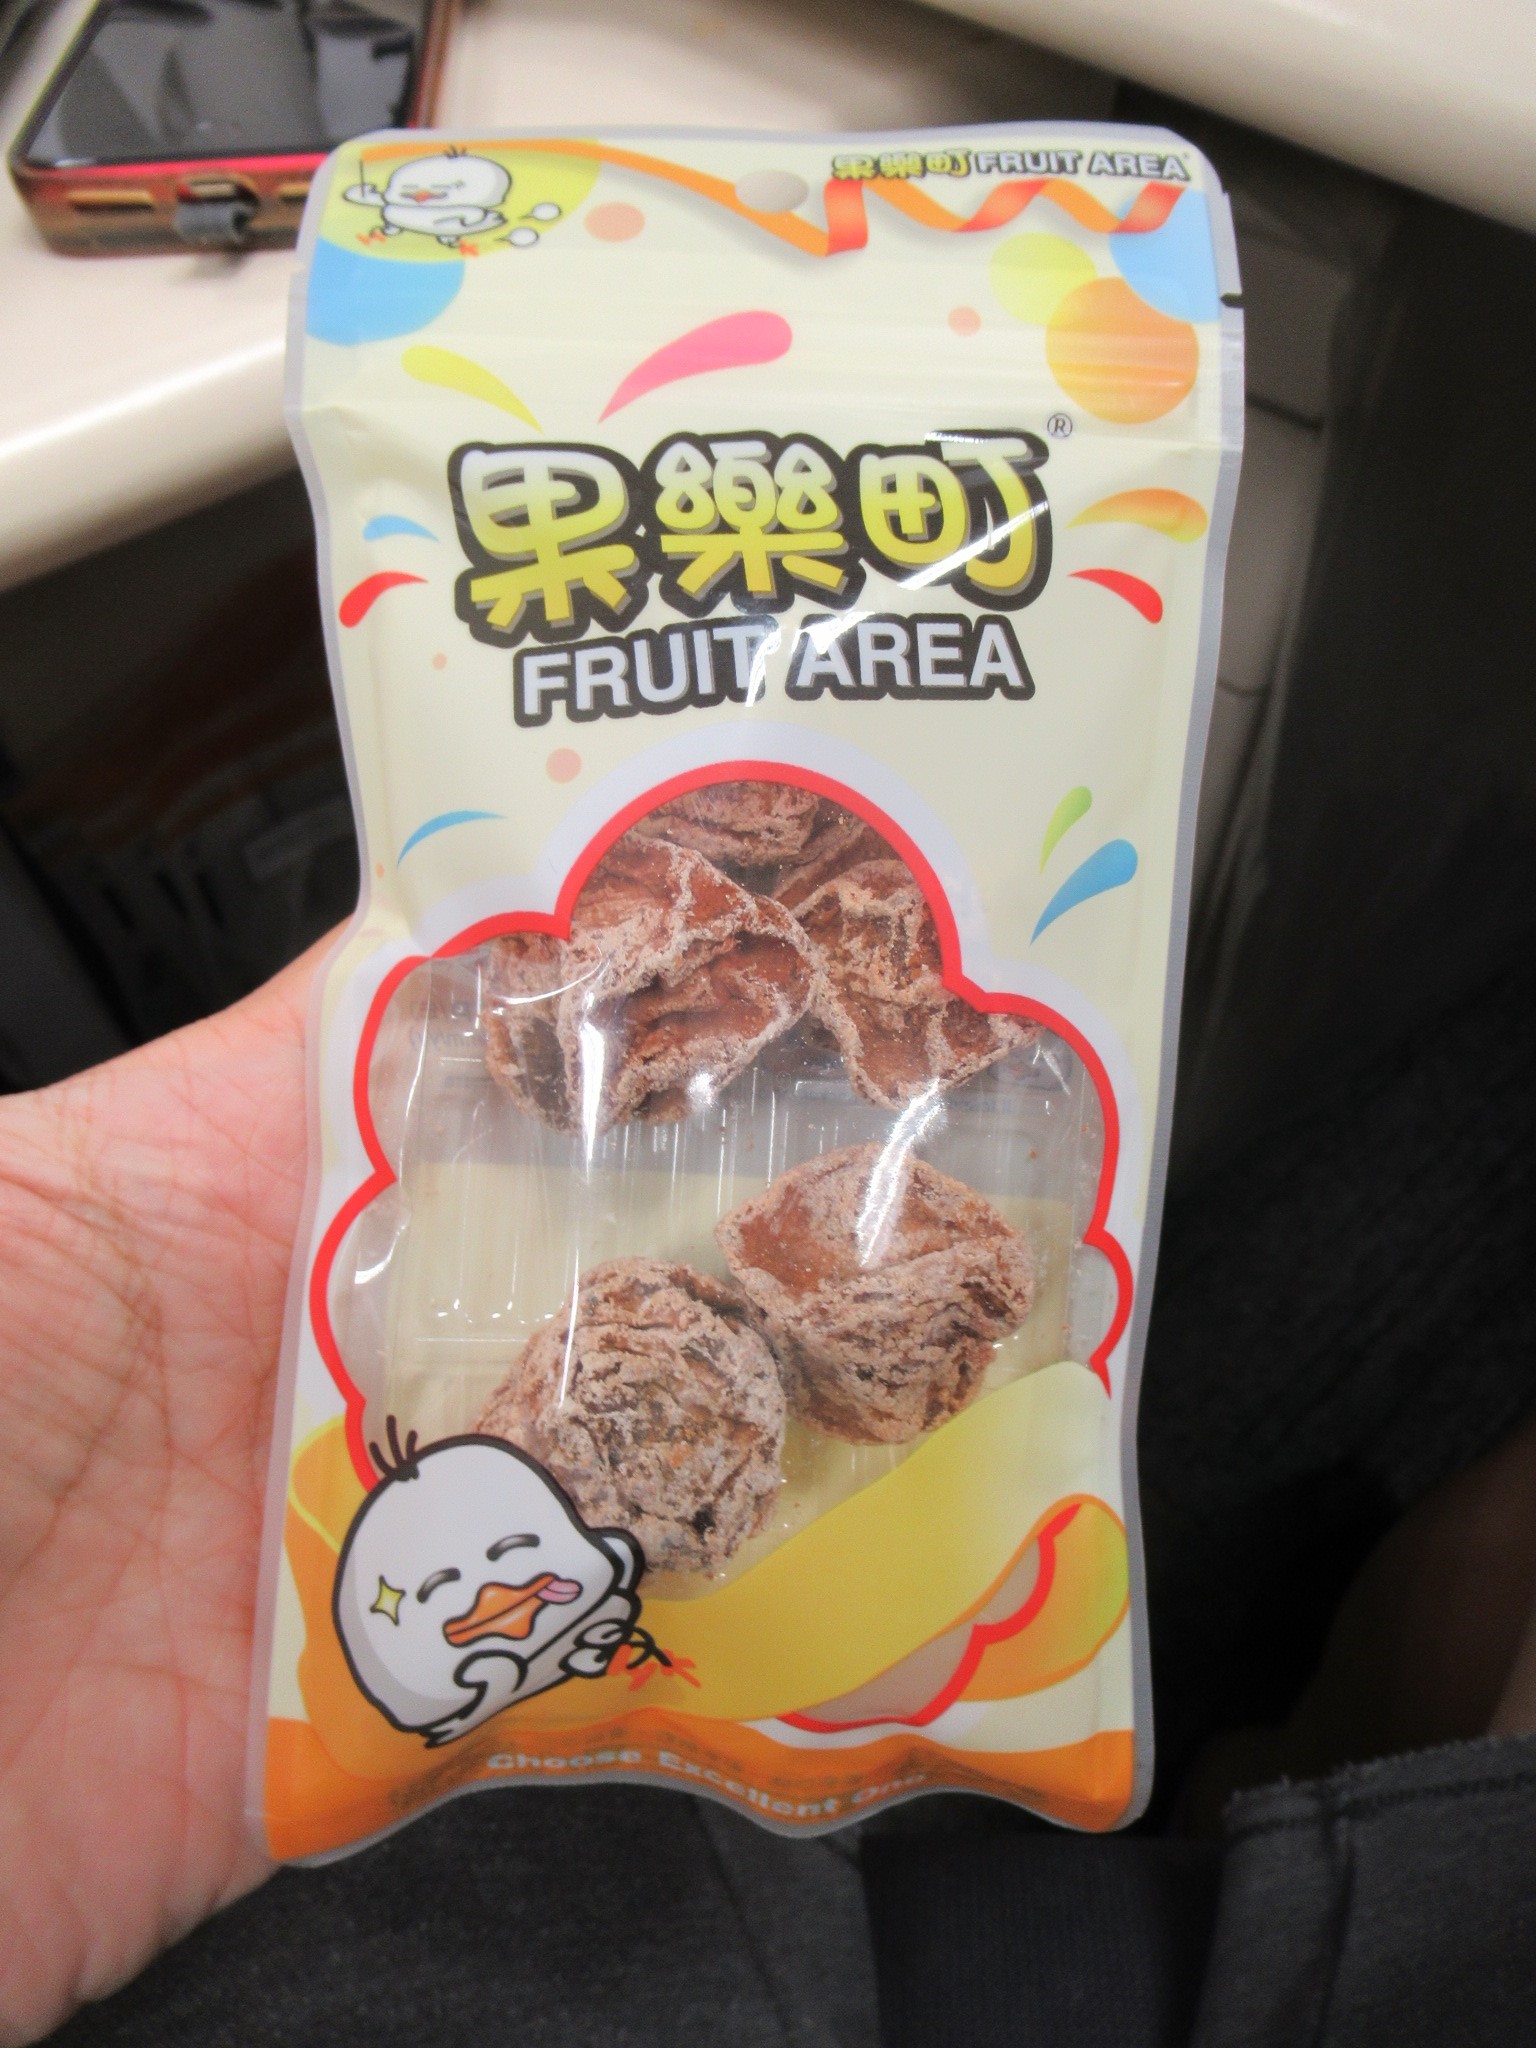 果樂町 FRUIT AREA®
果樂町®
FRUIT AREA
Choose Excellent One